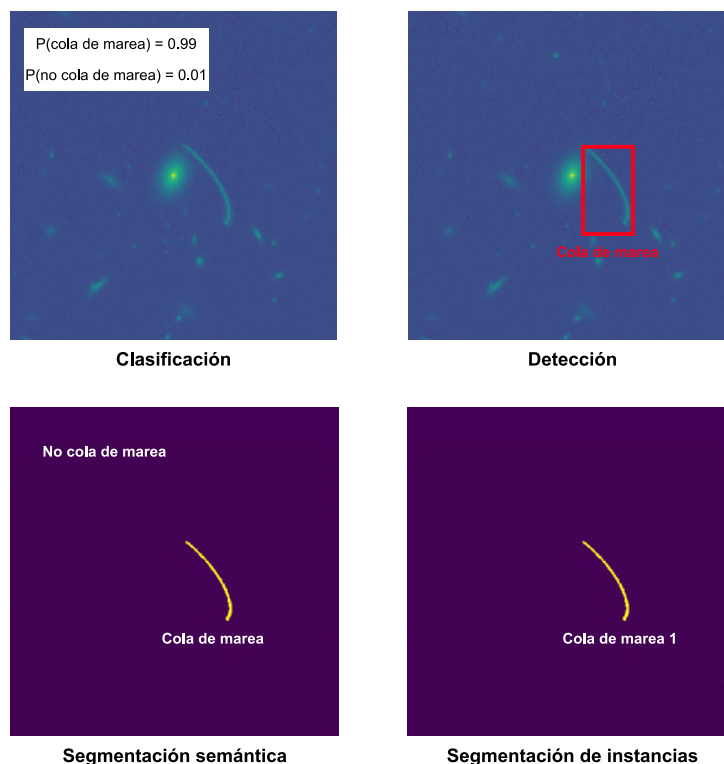 P(cola de marea) = 0.99
P(no cola de marea) = 0.01
Cola de marea
Clasificación
Detección
No cola de marea
Cola de marea
Cola de marea 1
Segmentación semántica
Segmentación de instancias